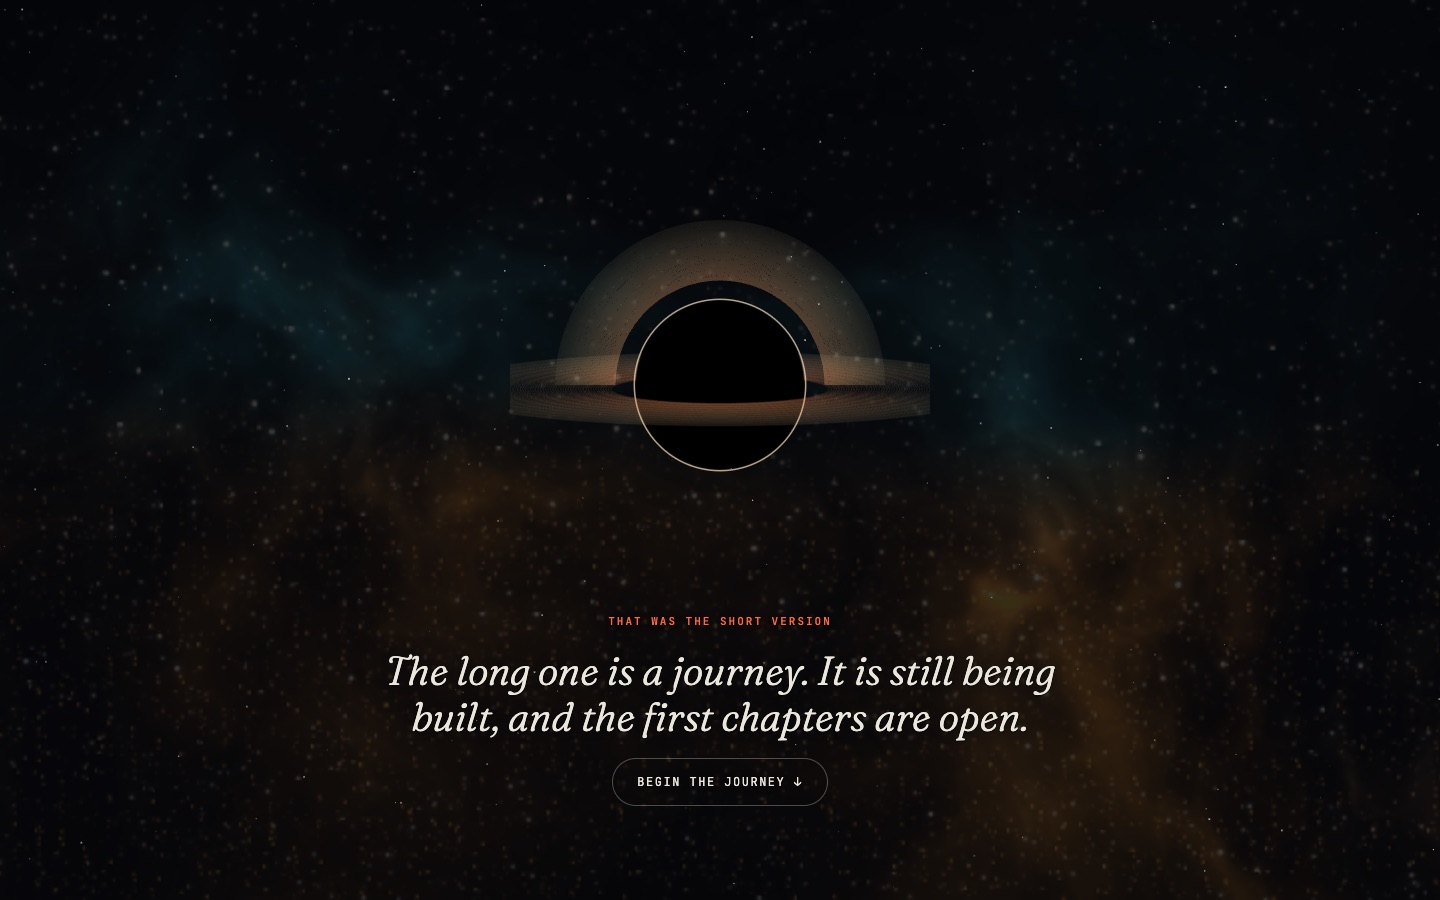 THAT WAS THE SHORT VERSION
The long one is a journey. It is still being
built, and the first chapters are open.
BEGIN THE JOURNEY ↓